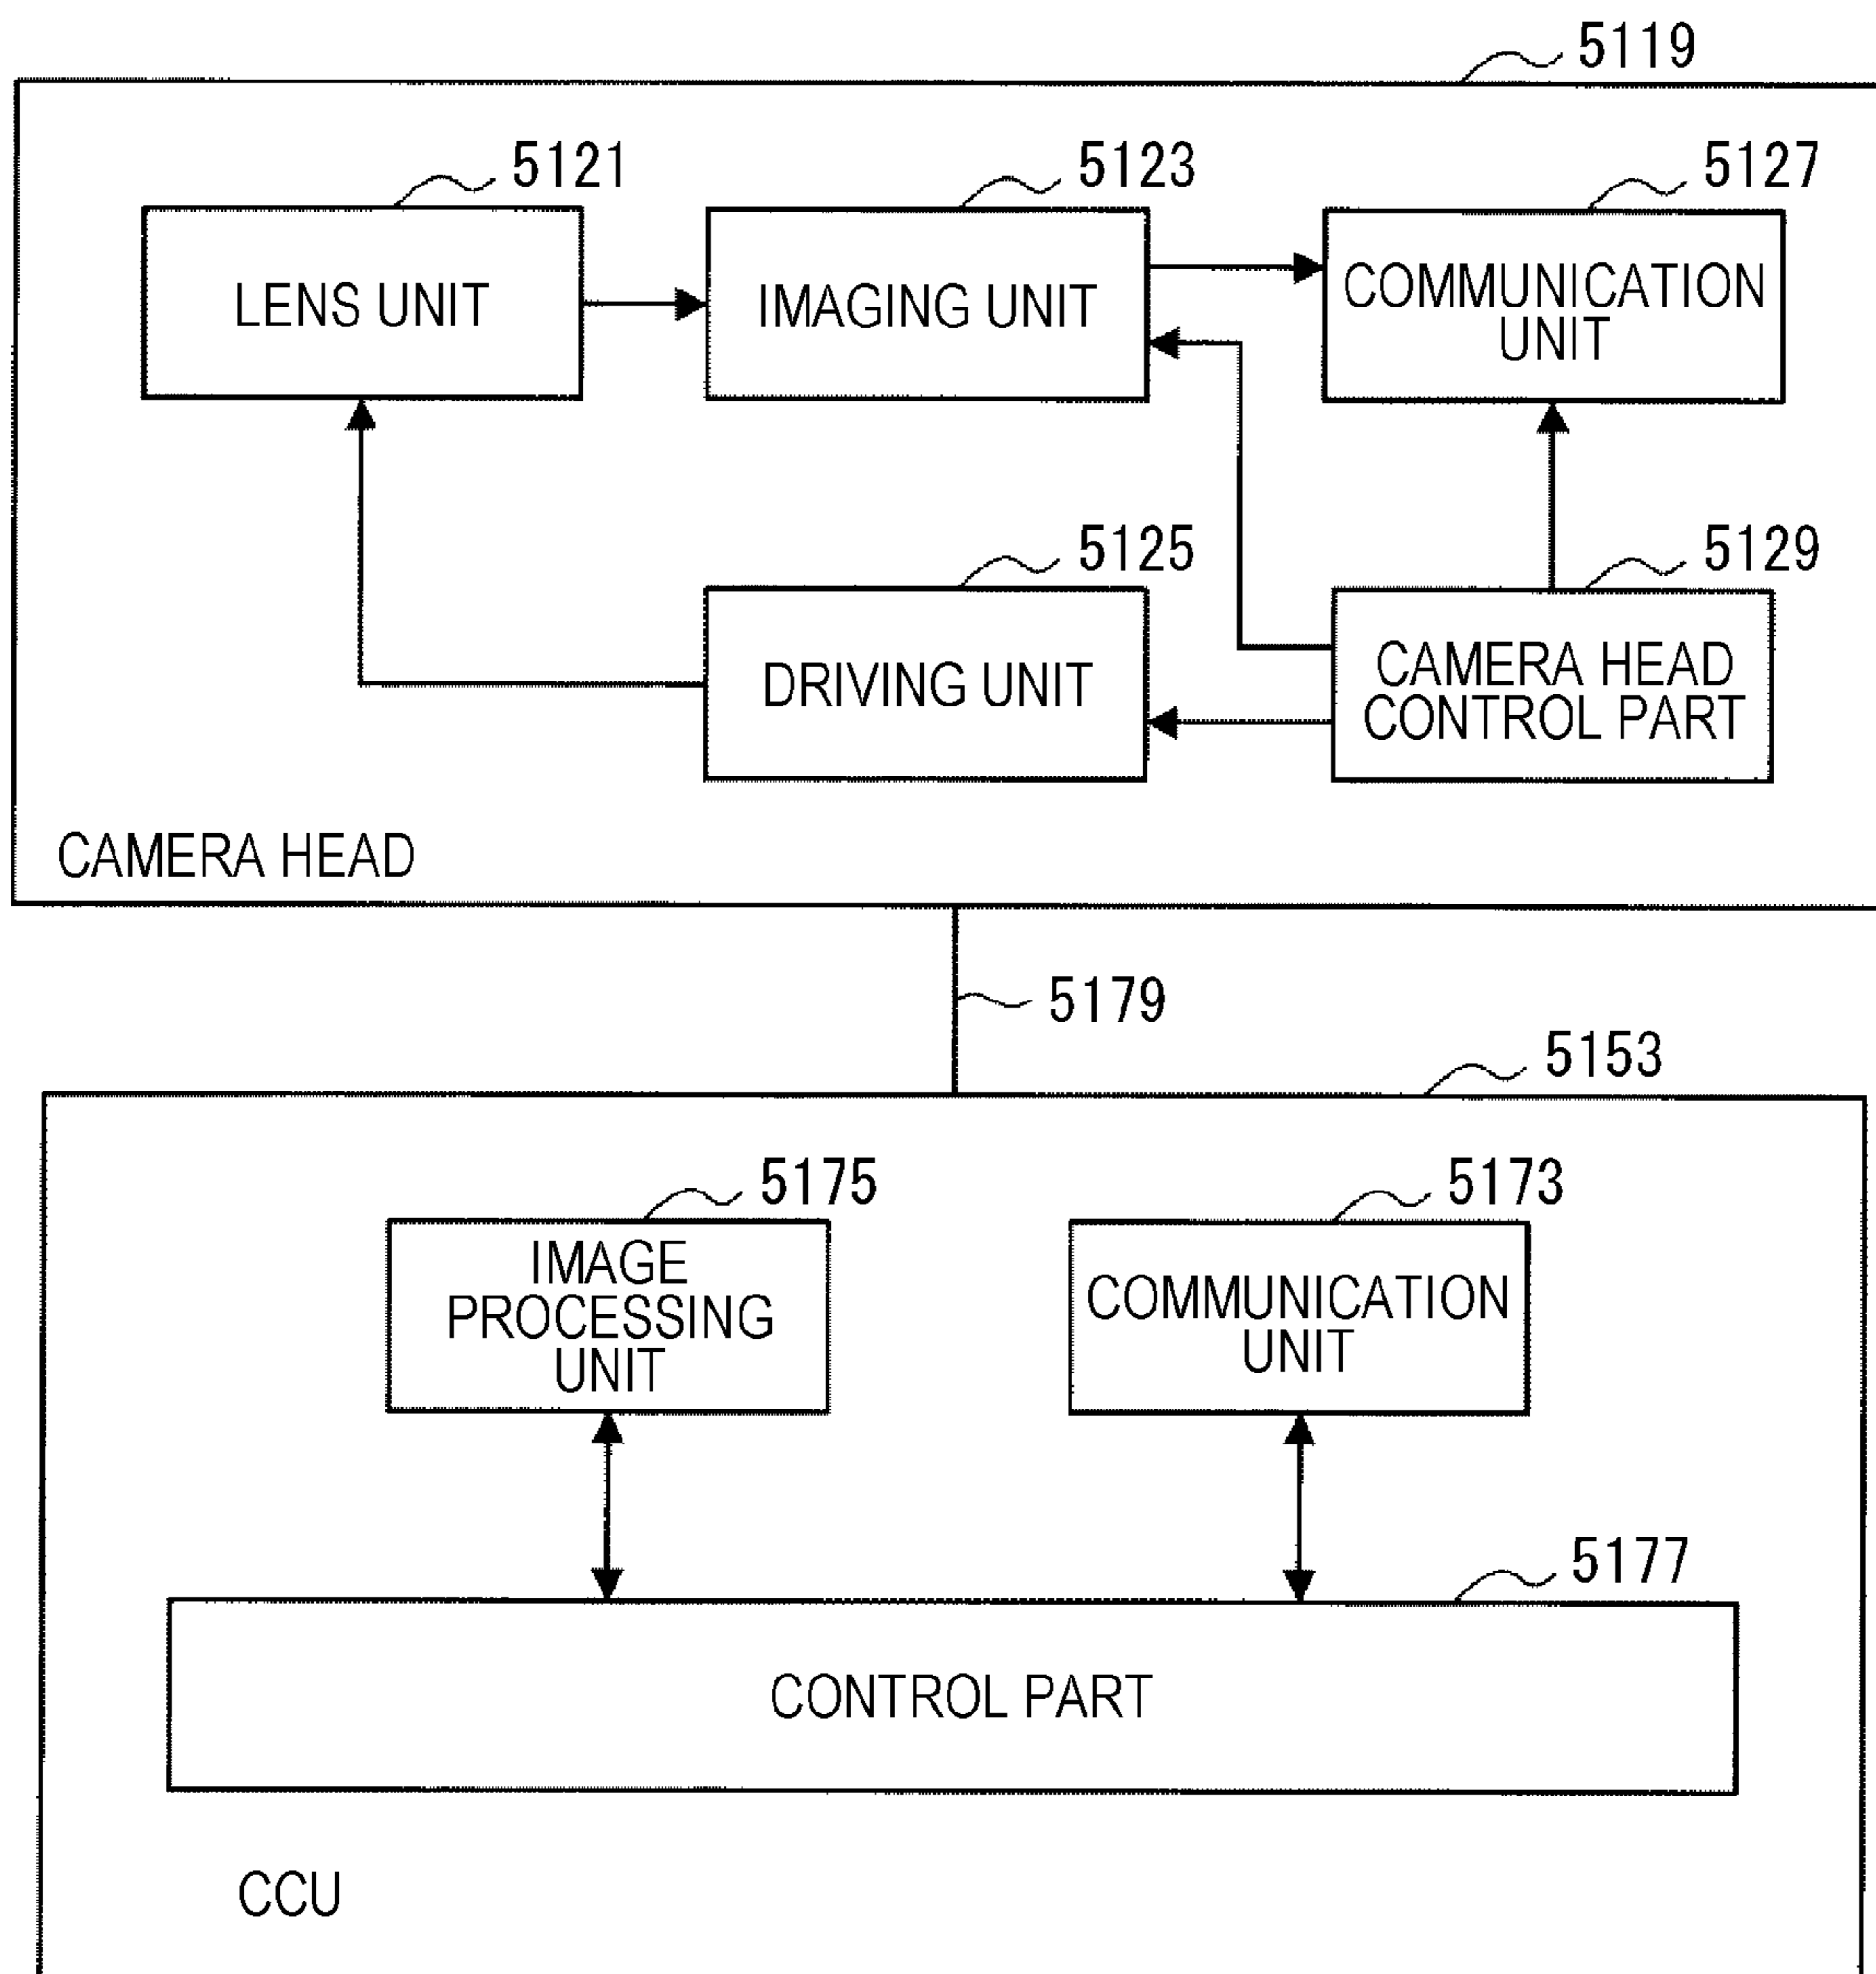 5119
5121
5123
5127
LENS UNIT
IMAGING UNIT
COMMUNICATION
UNIT
5125
5129
DRIVING UNIT
CAMERA HEAD
CONTROL PART
CAMERA HEAD
5179
5153
5175
5173
IMAGE
PROCESSING
UNIT
COMMUNICATION
UNIT
5177
CONTROL PART
CCU